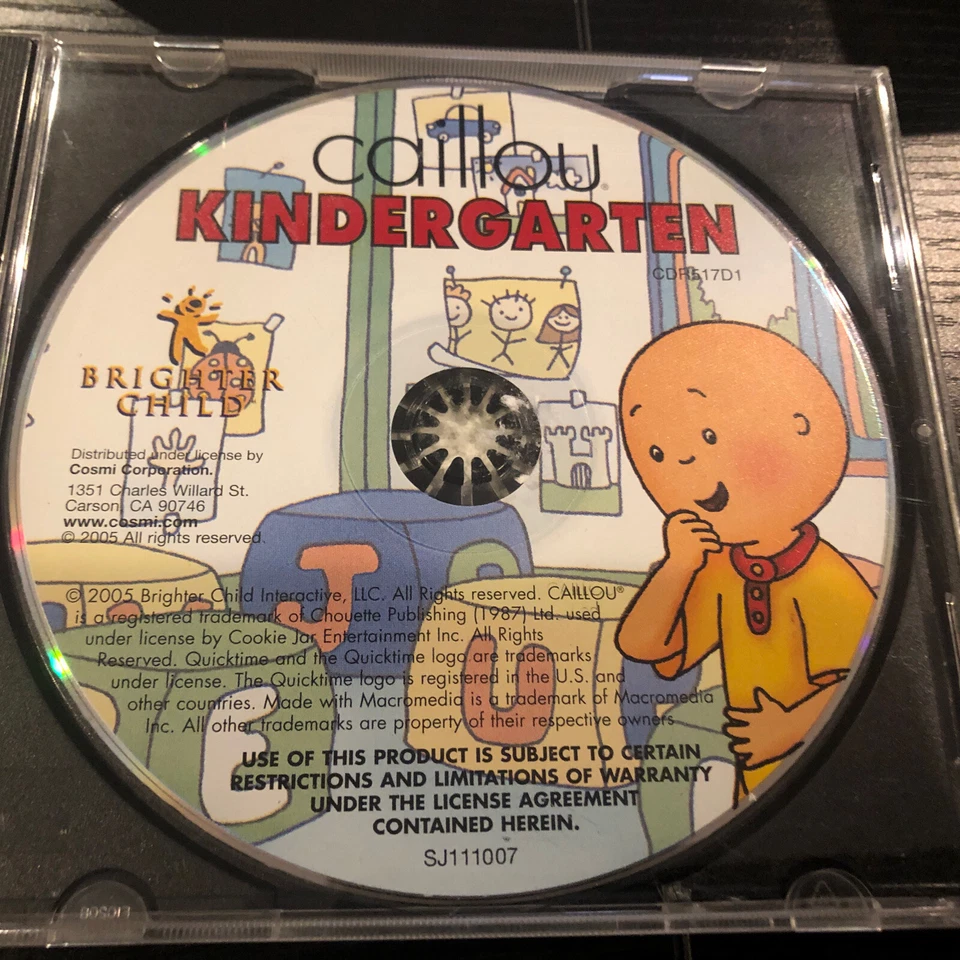 caillou®
KINDERGARTEN
CDR517D1
BRIGHTER
CHILD
Distributed under license by
Cosmi Corporation.
1351 Charles Willard St.
Carson, CA 90746
www.cosmi.com
© 2005 All rights reserved.
T
© 2005 Brighter Child Interactive, LLC. All Rights reserved. CAILLOU®
is a registered trademark of Chouette Publishing (1987) Ltd. used
under license by Cookie Jar Entertainment Inc. All Rights
Reserved. Quicktime and the Quicktime logo are trademarks
under license. The Quicktime logo is registered in the U.S. and
other countries. Made with Macromedia is a trademark of Macromedia
Inc. All other trademarks are property of their respective owners
U
e
USE OF THIS PRODUCT IS SUBJECT TO CERTAIN
RESTRICTIONS AND LIMITATIONS OF WARRANTY
UNDER THE LICENSE AGREEMENT
CONTAINED HEREIN.
SJ111007